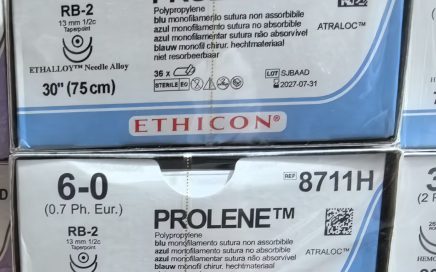 RB-2
13 mm 1/2c
Taperpoint
ETHALLOY™ Needle Alloy
30" (75 cm)
Polypropylene
blu monofilamento sutura non assorbibile
azul monofilamento sutura no absorbible
azul monofilamento sutura não absorvível
blauw monofil chirur. hechtmateriaal
niet resorbeerbaar
ATRALOC™
36 x
STERILE EO
LOT SJBAAD
2027-07-31
ETHICON®
6-0
(0.7 Ph. Eur.)
REF 8711H
PROLENE™
Polypropylene
RB-2
13 mm 1/2c
Taperpoint
blu monofilamento sutura non assorbibile
azul monofilamento sutura no absorbible
azul monofilamento sutura não absorvível
blauw monofil chirur. hechtmateriaal
ATRALOC™